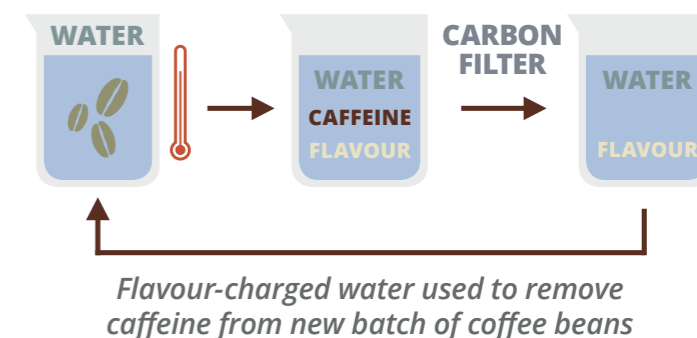 WATER
WATER
CAFFEINE
FLAVOUR
CARBON
FILTER
WATER
FLAVOUR
Flavour-charged water used to remove
caffeine from new batch of coffee beans